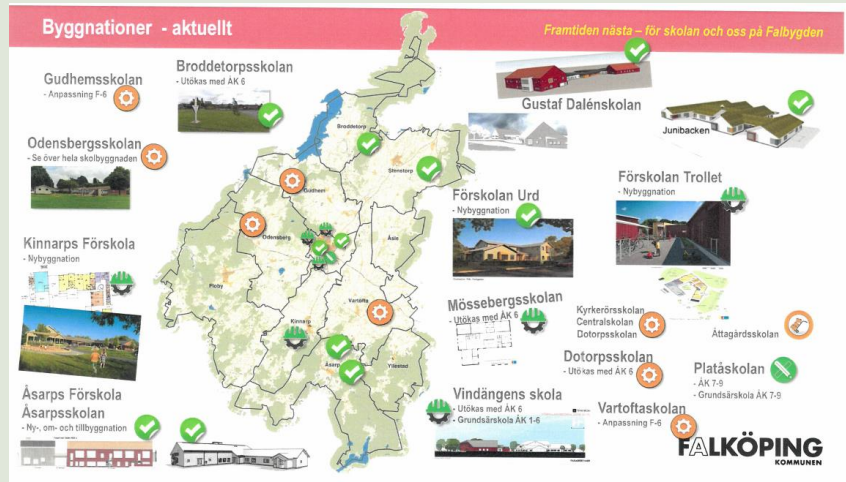 Byggnationer - aktuellt
Framtiden nästa – för skolan och oss på Falbygden
Gudhemsskolan
- Anpassning F-6
Broddetorpsskolan
- Utökas med ÅK 6
Gustaf Dalénskolan
Junibacken
Odensbergsskolan
- Se över hela skolbyggnaden
Förskolan Urd
- Nybyggnation
Förskolan Trollet
- Nybyggnation
Kinnarps Förskola
- Nybyggnation
Broddetorp
Stenstorp
Gudhem
Odensberg
Åsle
Floby
Vartofta
Kinnarp
Åsarp
Yllestad
Mössebergsskolan
- Utökas med ÅK 6
Kyrkerörsskolan
Centralskolan
Dotorpsskolan
Åttagårdsskolan
Dotorpsskolan
- Utökas med ÅK 6
Platåskolan
- ÅK 7-9
- Grundsärskola ÅK 7-9
Åsarps Förskola
Åsarpsskolan
- Ny-, om- och tillbyggnation
Vindängens skola
- Utökas med ÅK 6
- Grundsärskola ÅK 1-6
Vartoftaskolan
- Anpassning F-6
FALKÖPING
KOMMUNEN